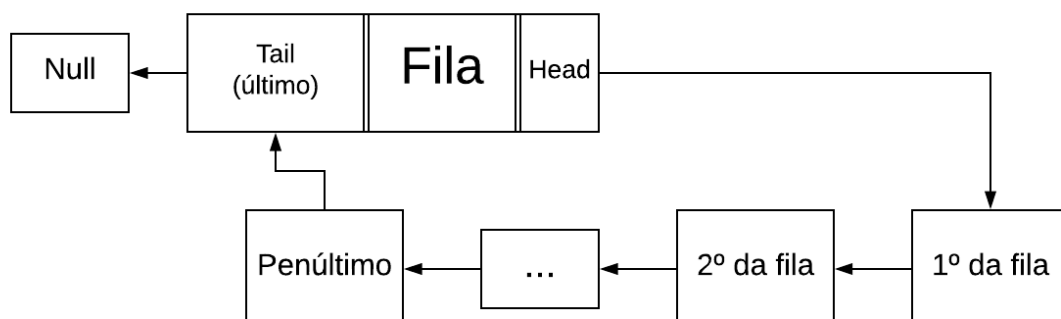 Null
Tail
(último)
Fila
Head
Penúltimo
...
2º da fila
1º da fila